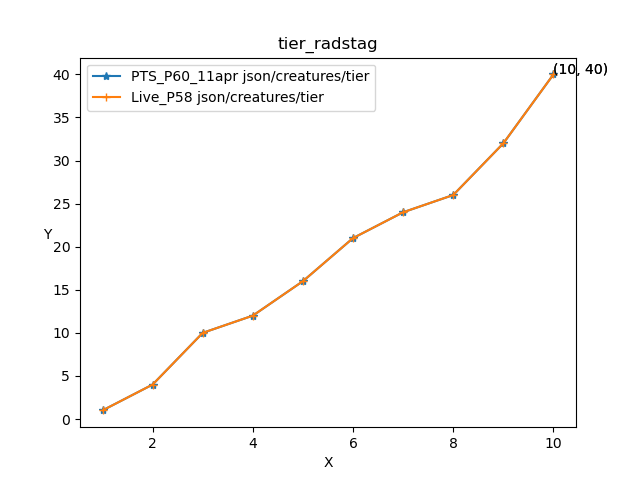 tier_radstag
PTS_P60_11apr json/creatures/tier
Live_P58 json/creatures/tier
(10, 40)
40
35
30
25
20
15
10
5
0
Y
2 4 6 8 10
X